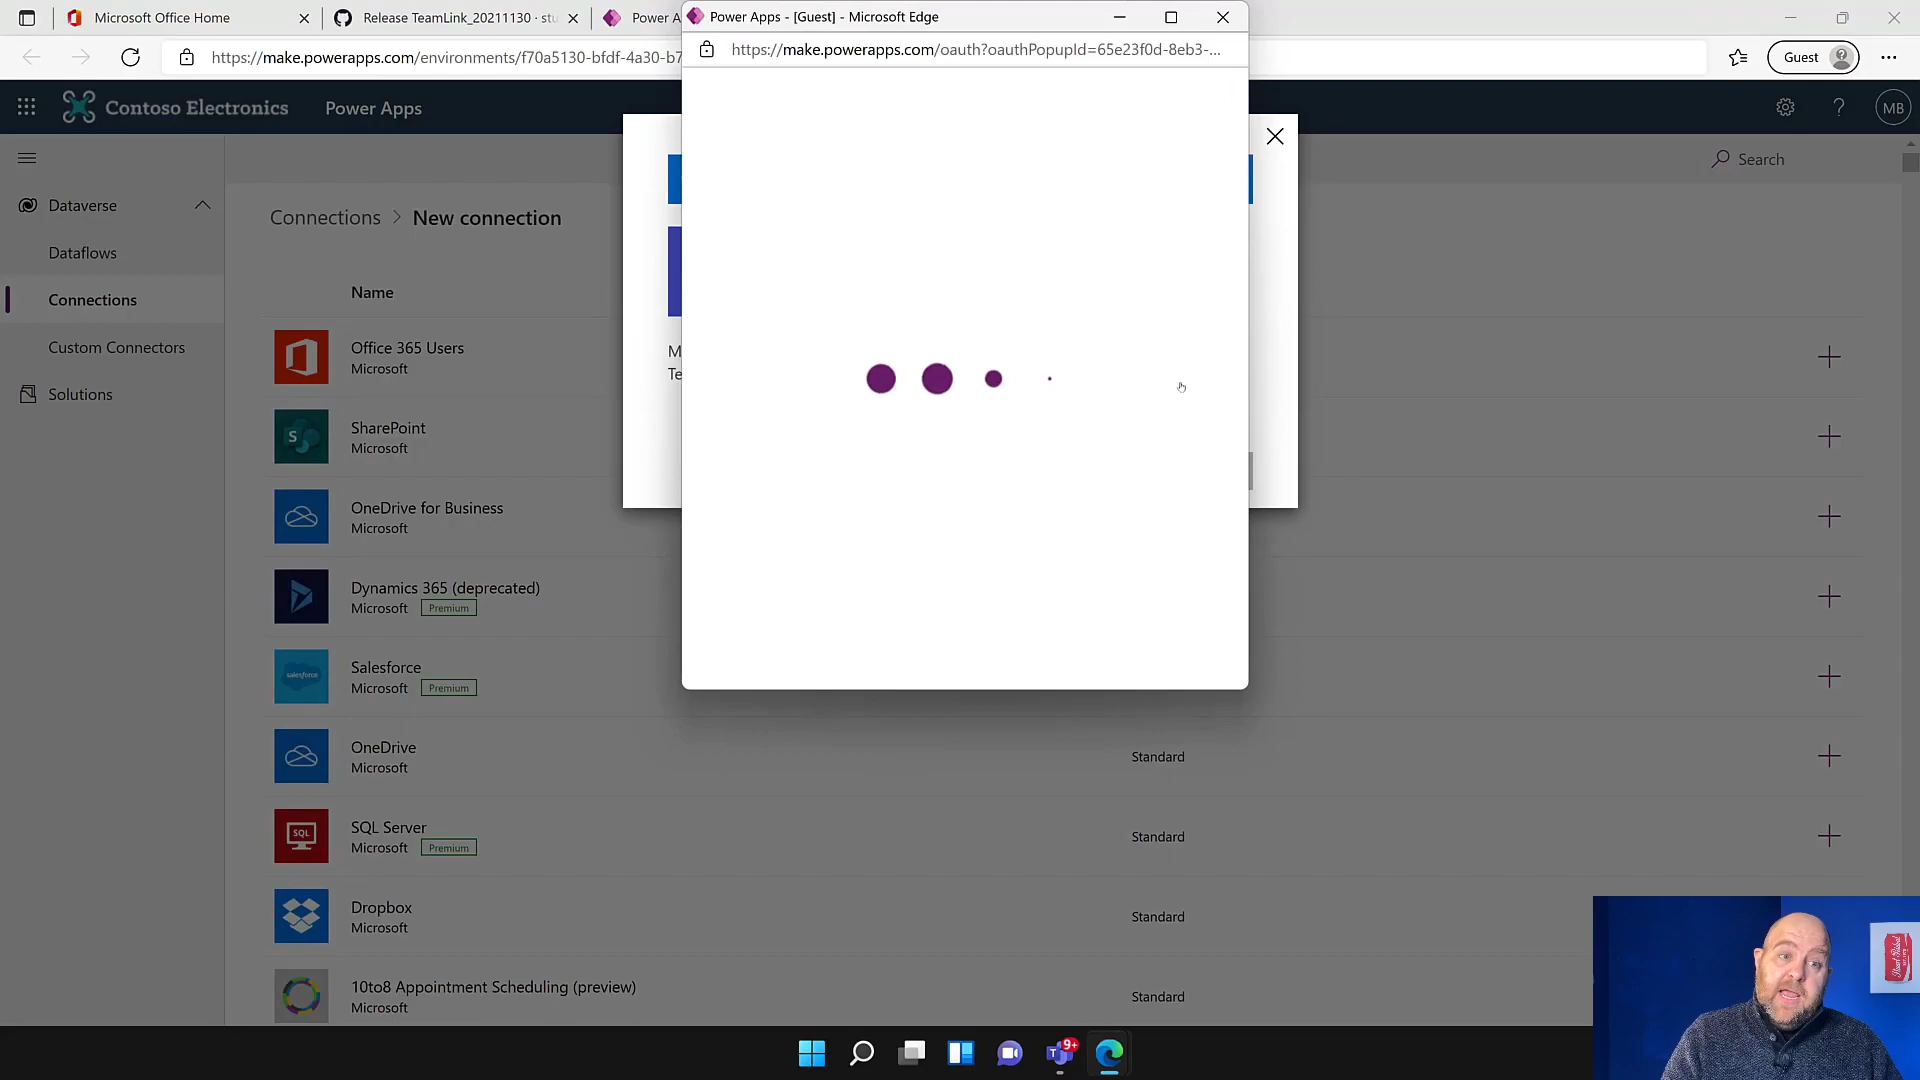 Microsoft Office Home
Release TeamLink_20211130 · stu
Power A
Power Apps - [Guest] - Microsoft Edge
https://make.powerapps.com/environments/f70a5130-bfdf-4a30-b7
https://make.powerapps.com/oauth?oauthPopupId=65e23f0d-8eb3-...
Guest
Contoso Electronics
Power Apps
MB
Search
Dataverse
Dataflows
Connections
Custom Connectors
Solutions
Connections > New connection
Name
M
Te
Office 365 Users
Microsoft
SharePoint
Microsoft
OneDrive for Business
Microsoft
Dynamics 365 (deprecated)
Microsoft Premium
salesforce
Salesforce
Microsoft Premium
OneDrive
Microsoft
Standard
SQL
SQL Server
Microsoft Premium
Standard
Dropbox
Microsoft
Standard
10to8 Appointment Scheduling (preview)
Microsoft
Standard
9+